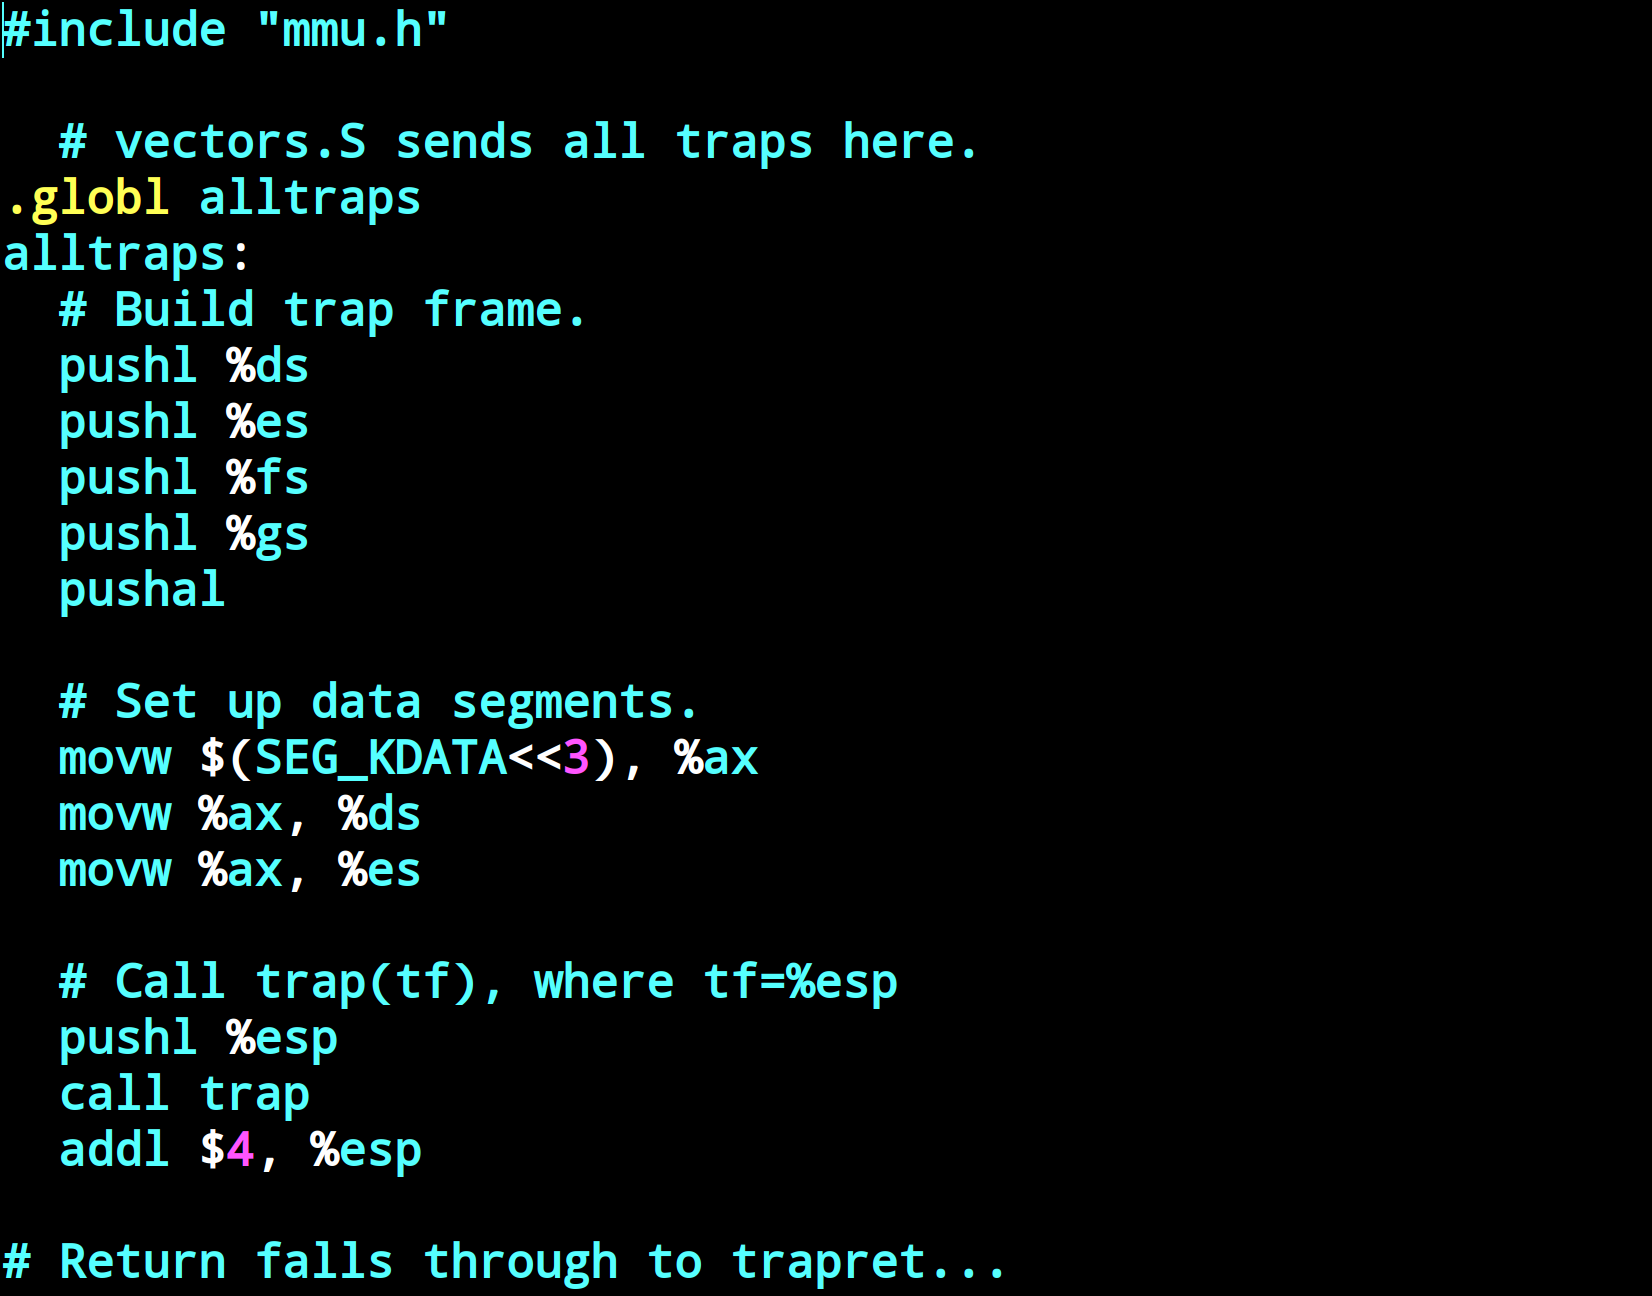 #include "mmu.h"
# vectors.S sends all traps here.
.globl alltraps
alltraps:
# Build trap frame.
pushl %ds
pushl %es
pushl %fs
pushl %gs
pushal
# Set up data segments.
movw $(SEG_KDATA<<3), %ax
movw %ax, %ds
movw %ax, %es
# Call trap(tf), where tf=%esp
pushl %esp
call trap
addl $4, %esp
# Return falls through to trapret...